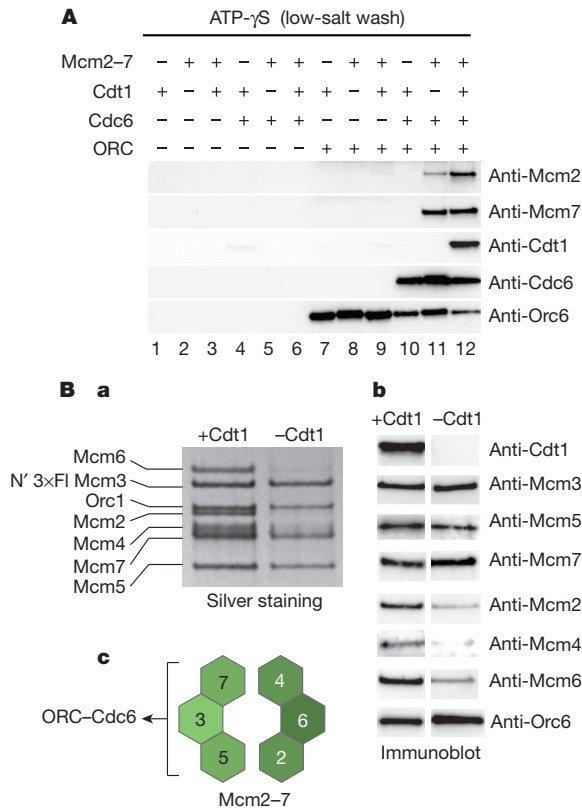 A
ATP-γS (low-salt wash)
Mcm2–7 – + + – + + – + + – + +
Cdt1 + – + + – + + – + + – +
Cdc6 – – – + + + – – – + + +
ORC – – – – – – + + + + + +
Anti-Mcm2
Anti-Mcm7
Anti-Cdt1
Anti-Cdc6
Anti-Orc6
1 2 3 4 5 6 7 8 9 10 11 12
B a
+Cdt1 –Cdt1
Mcm6
N′ 3×Fl Mcm3
Orc1
Mcm2
Mcm4
Mcm7
Mcm5
Silver staining
b
+Cdt1 –Cdt1
Anti-Cdt1
Anti-Mcm3
Anti-Mcm5
Anti-Mcm7
Anti-Mcm2
Anti-Mcm4
Anti-Mcm6
Anti-Orc6
Immunoblot
c
ORC–Cdc6
7 4
3 6
5 2
Mcm2–7